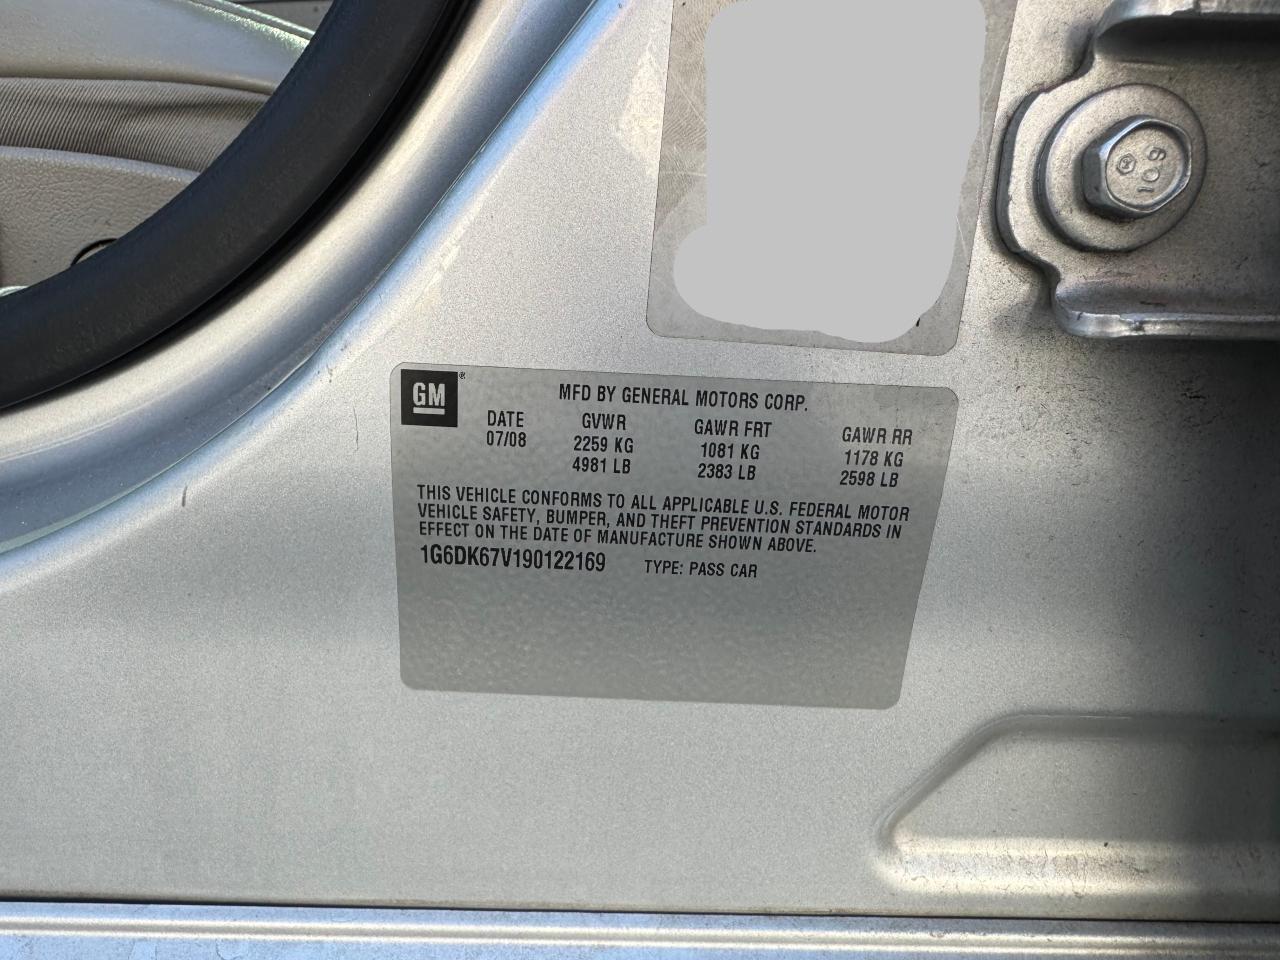 109
GM®
MFD BY GENERAL MOTORS CORP.
DATE GVWR GAWR FRT GAWR RR
07/08 2259 KG 1081 KG 1178 KG
4981 LB 2383 LB 2598 LB
THIS VEHICLE CONFORMS TO ALL APPLICABLE U.S. FEDERAL MOTOR
VEHICLE SAFETY, BUMPER, AND THEFT PREVENTION STANDARDS IN
EFFECT ON THE DATE OF MANUFACTURE SHOWN ABOVE.
1G6DK67V190122169 TYPE: PASS CAR